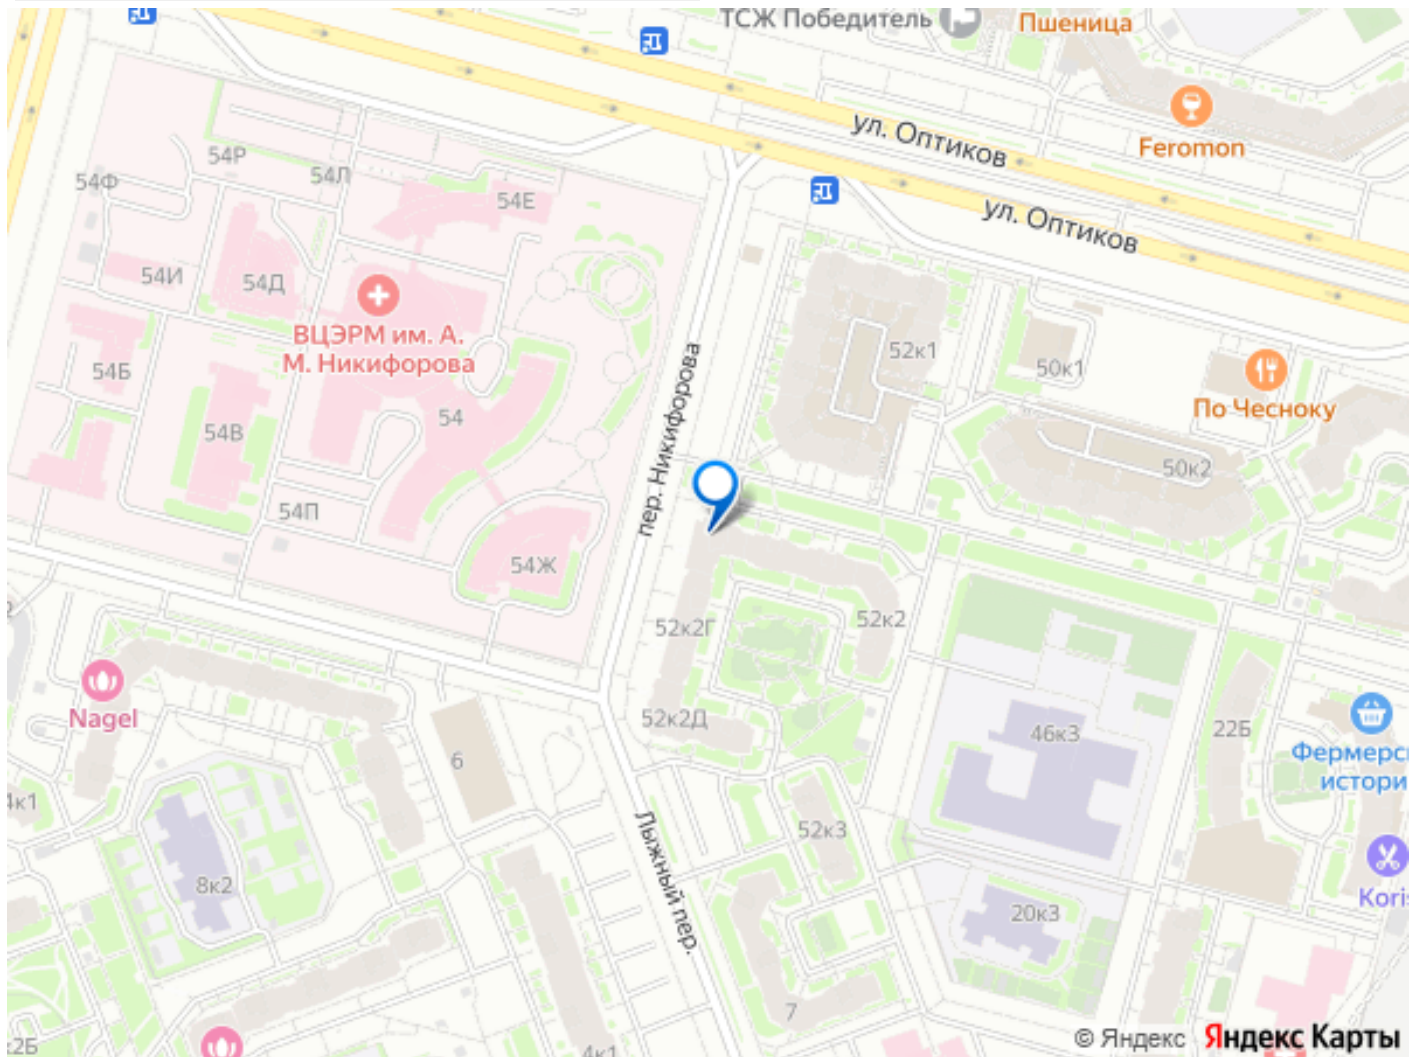 ТСЖ Победитель
Пшеница
ул. Оптиков
Feromon
54Р
54Ф
54Л
54Е
ул. Оптиков
54И
54Д
ВЦЭРМ им. А.
М. Никифорова
52к1
50к1
54Б
пер. Никифорова
По Чесноку
54
54В
50к2
54П
54Ж
52к2Г
52к2
Nagel
52к2Д
46к3
22Б
Фермерс
истори
6
4к1
52к3
Лыжный пер.
8к2
Kori
20к3
7
2Б
4к1
© Яндекс Яндекс Карты